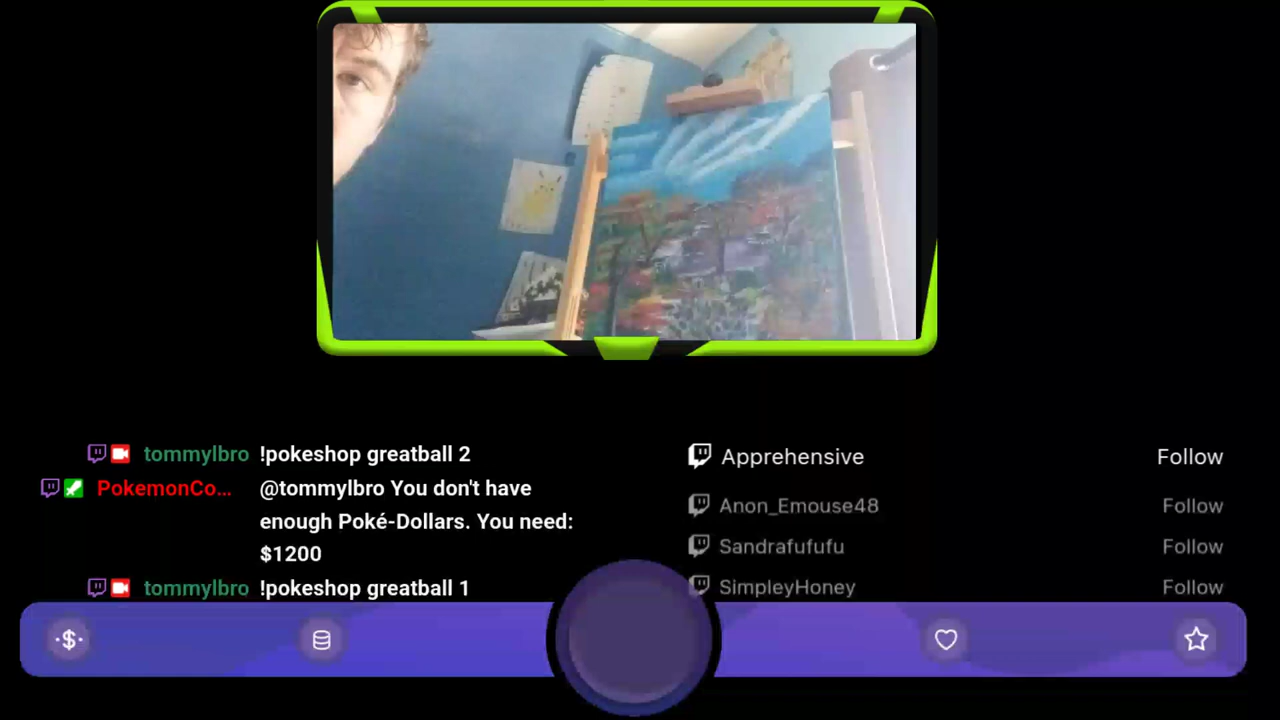 tommylbro !pokeshop greatball 2
PokemonCo... @tommylbro You don't have
enough Poké-Dollars. You need:
$1200
tommylbro !pokeshop greatball 1
Apprehensive Follow
Anon_Emouse48 Follow
Sandrafufufu Follow
SimpleyHoney Follow